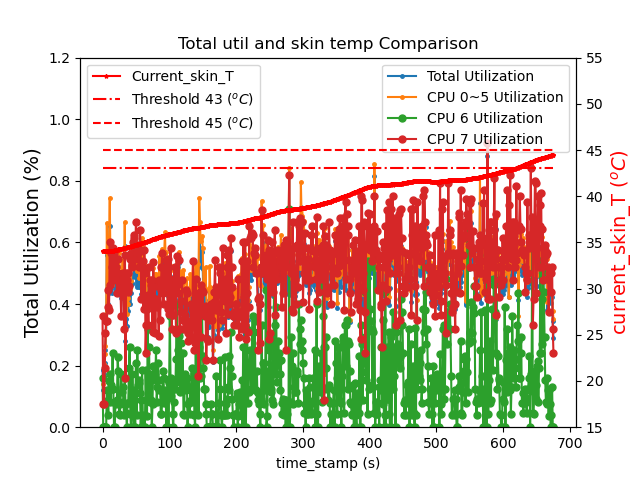 Total util and skin temp Comparison
Current_skin_T
Threshold 43 (°C)
Threshold 45 (°C)
Total Utilization
CPU 0~5 Utilization
CPU 6 Utilization
CPU 7 Utilization
Total Utilization (%)
1.2
1.0
0.8
0.6
0.4
0.2
0.0
55
50
45
40
35
30
25
20
15
current_skin_T (°C)
0 100 200 300 400 500 600 700
time_stamp (s)